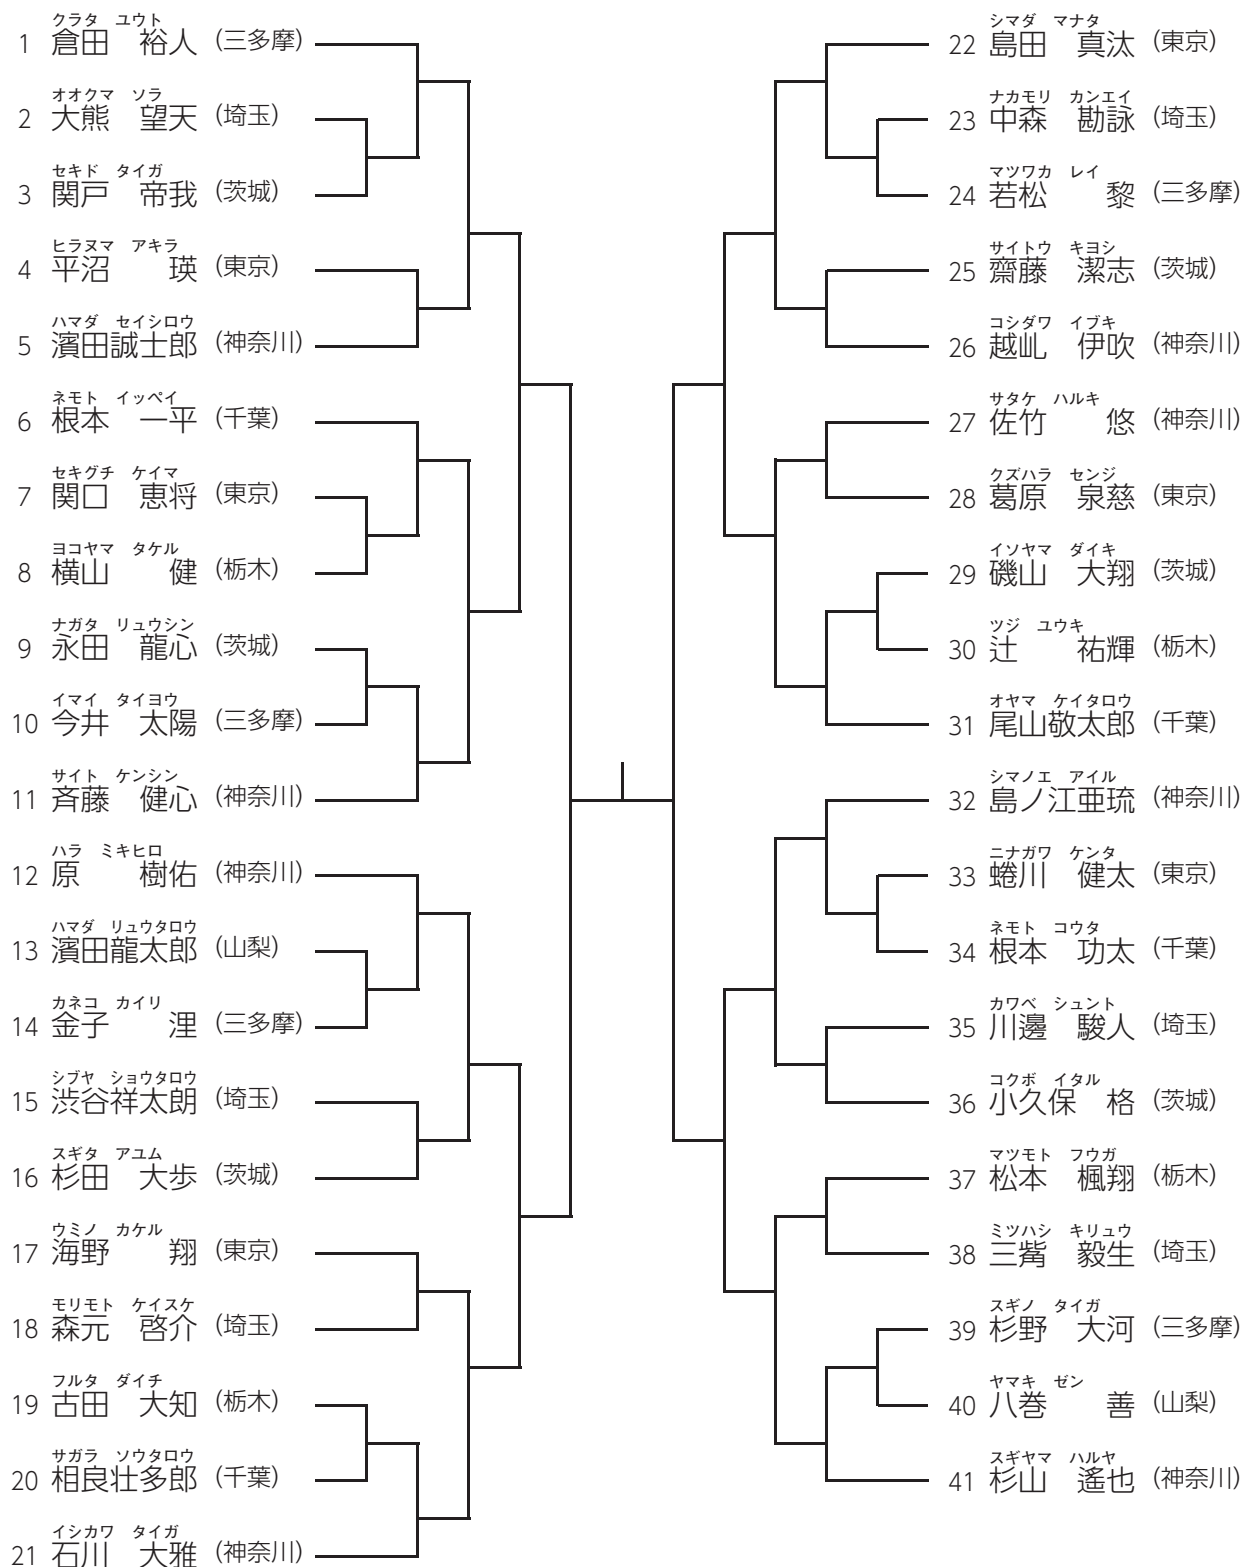 クラタ　ユウト
1 倉田　裕人 (三多摩)
オオクマ　ソラ
2 大熊　望天 (埼玉)
セキド　タイガ
3 関戸　帝我 (茨城)
ヒラヌマ　アキラ
4 平沼　　瑛 (東京)
ハマダ　セイシロウ
5 濱田誠士郎 (神奈川)
ネモト　イッペイ
6 根本　一平 (千葉)
セキグチ　ケイマ
7 関口　恵将 (東京)
ヨコヤマ　タケル
8 横山　　健 (栃木)
ナガタ　リュウシン
9 永田　龍心 (茨城)
イマイ　タイヨウ
10 今井　太陽 (三多摩)
サイト　ケンシン
11 斉藤　健心 (神奈川)
ハラ　ミキヒロ
12 原　　樹佑 (神奈川)
ハマダ　リュウタロウ
13 濱田龍太郎 (山梨)
カネコ　カイリ
14 金子　　浬 (三多摩)
シブヤ　ショウタロウ
15 渋谷祥太朗 (埼玉)
スギタ　アユム
16 杉田　大歩 (茨城)
ウミノ　カケル
17 海野　　翔 (東京)
モリモト　ケイスケ
18 森元　啓介 (埼玉)
フルタ　ダイチ
19 古田　大知 (栃木)
サガラ　ソウタロウ
20 相良壮多郎 (千葉)
イシカワ　タイガ
21 石川　大雅 (神奈川)
シマダ　マナタ
22 島田　真汰 (東京)
ナカモリ　カンエイ
23 中森　勘詠 (埼玉)
マツワカ　レイ
24 若松　　黎 (三多摩)
サイトウ　キヨシ
25 齋藤　潔志 (茨城)
コシダワ　イブキ
26 越乢　伊吹 (神奈川)
サタケ　ハルキ
27 佐竹　　悠 (神奈川)
クズハラ　センジ
28 葛原　泉慈 (東京)
イソヤマ　ダイキ
29 磯山　大翔 (茨城)
ツジ　ユウキ
30 辻　　祐輝 (栃木)
オヤマ　ケイタロウ
31 尾山敬太郎 (千葉)
シマノエ　アイル
32 島ノ江亜琉 (神奈川)
ニナガワ　ケンタ
33 蜷川　健太 (東京)
ネモト　コウタ
34 根本　功太 (千葉)
カワベ　シュント
35 川邊　駿人 (埼玉)
コクボ　イタル
36 小久保　格 (茨城)
マツモト　フウガ
37 松本　楓翔 (栃木)
ミツハシ　キリュウ
38 三觜　毅生 (埼玉)
スギノ　タイガ
39 杉野　大河 (三多摩)
ヤマキ　ゼン
40 八巻　　善 (山梨)
スギヤマ　ハルヤ
41 杉山　遙也 (神奈川)